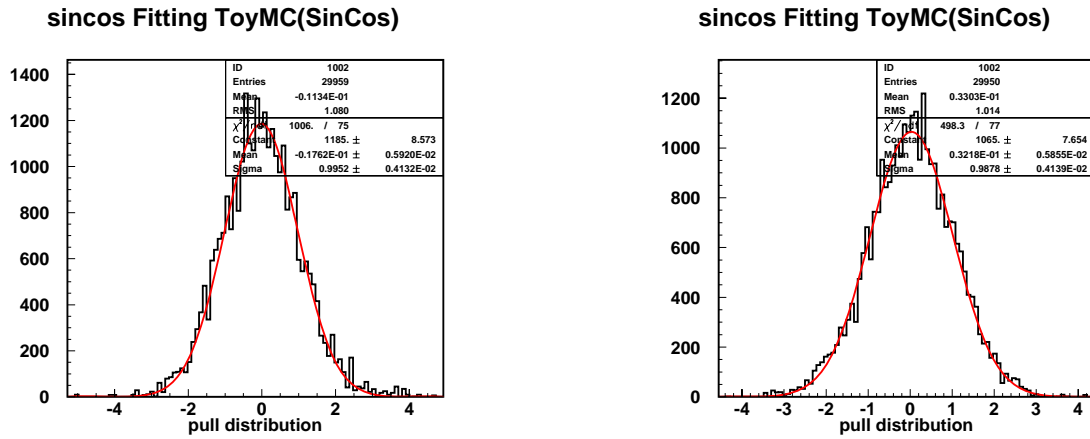 sincos Fitting ToyMC(SinCos)
1400
1200
1000
800
600
400
200
0
ID 1002
Entries 29959
Mean -0.1134E-01
RMS 1.080
1006. / 75
Constant 1185. ± 8.573
Mean -0.1762E-01 ± 0.5920E-02
Sigma 0.9952 ± 0.4132E-02
-4 -2 0 2 4
pull distribution
sincos Fitting ToyMC(SinCos)
1200
1000
800
600
400
200
0
ID 1002
Entries 29950
Mean 0.3303E-01
RMS 1.014
χ²/ndf 498.3 / 77
Constant 1065. ± 7.654
Mean 0.3218E-01 ± 0.5855E-02
Sigma 0.9878 ± 0.4139E-02
-4 -3 -2 -1 0 1 2 3 4
pull distribution